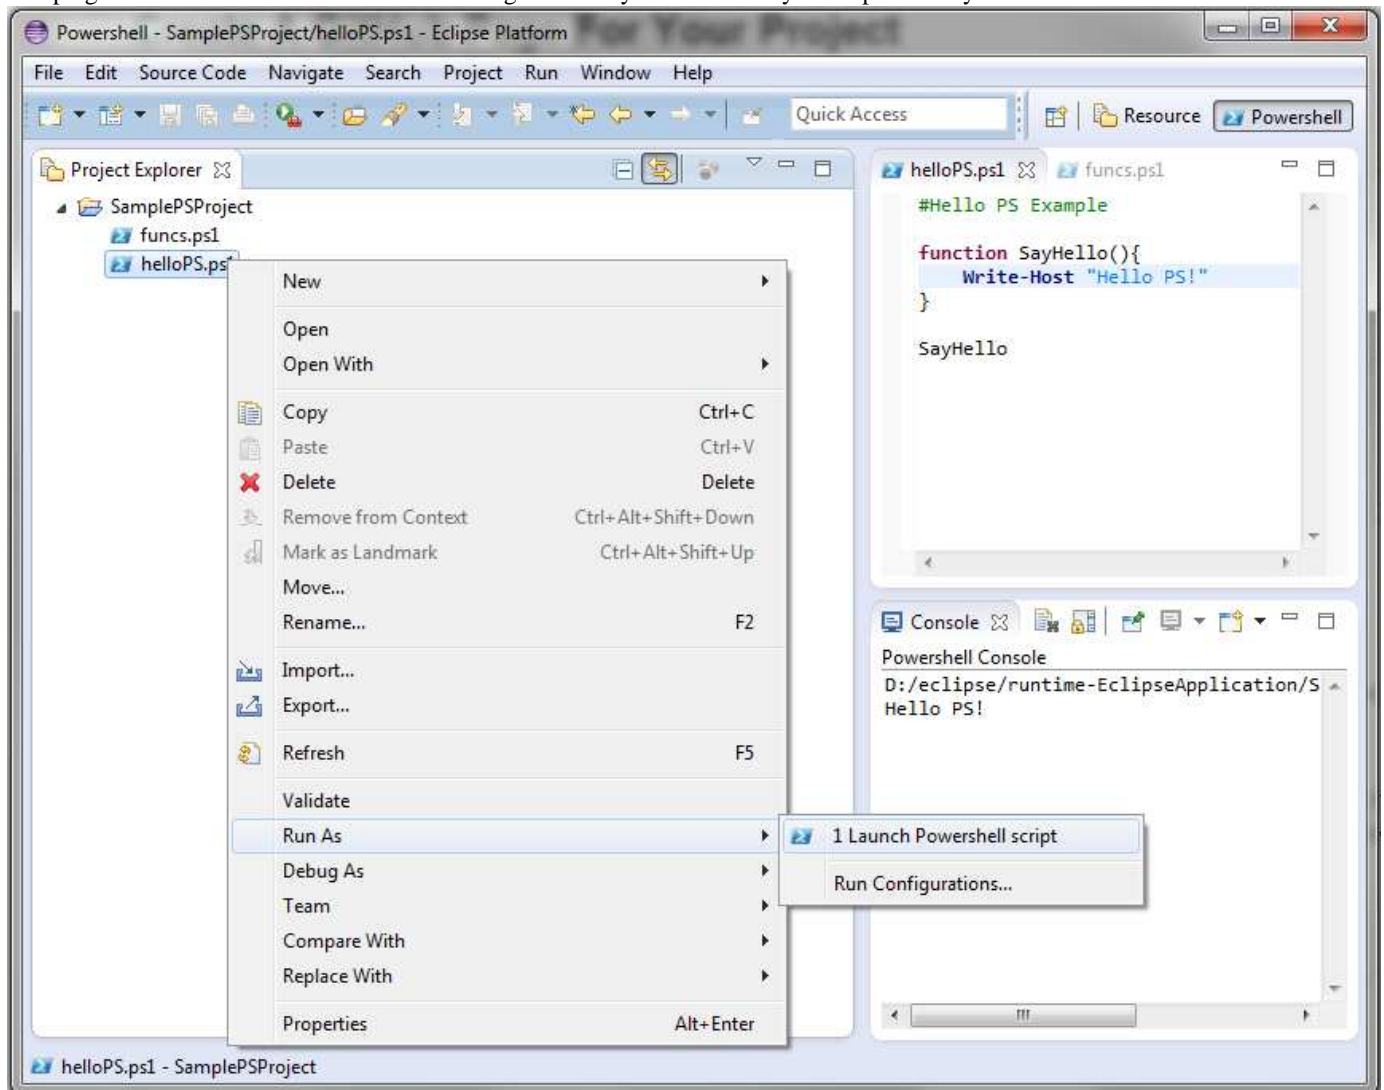 Powershell - SamplePSProject/helloPS.ps1 - Eclipse Platform
For Your Project
File Edit Source Code Navigate Search Project Run Window Help
Quick Access
Resource
Powershell
Project Explorer
SamplePSProject
funcs.ps1
helloPS.ps1
New
Open
Open With
Copy Ctrl+C
Paste Ctrl+V
Delete Delete
Remove from Context Ctrl+Alt+Shift+Down
Mark as Landmark Ctrl+Alt+Shift+Up
Move...
Rename... F2
Import...
Export...
Refresh F5
Validate
Run As
Debug As
Team
Compare With
Replace With
Properties Alt+Enter
1 Launch Powershell script
Run Configurations...
helloPS.ps1 funcs.ps1
#Hello PS Example
function SayHello(){
Write-Host "Hello PS!"
}
SayHello
Console
Powershell Console
D:/eclipse/runtime-EclipseApplication/S
Hello PS!
helloPS.ps1 - SamplePSProject